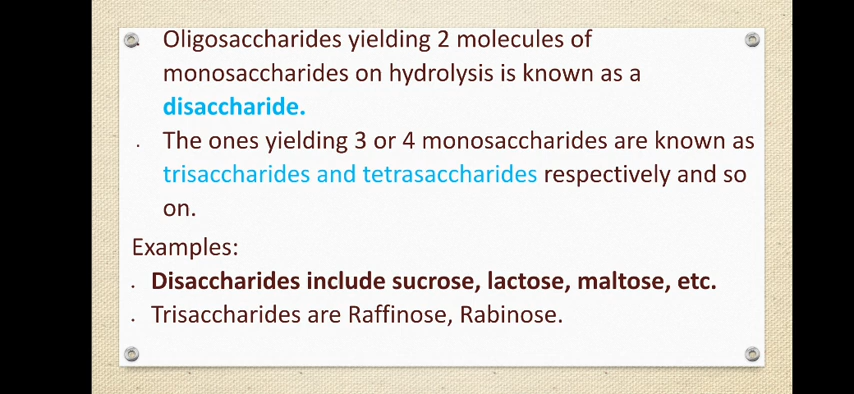 Oligosaccharides yielding 2 molecules of
monosaccharides on hydrolysis is known as a
disaccharide.
• The ones yielding 3 or 4 monosaccharides are known as
trisaccharides and tetrasaccharides respectively and so
on.
Examples:
• Disaccharides include sucrose, lactose, maltose, etc.
• Trisaccharides are Raffinose, Rabinose.